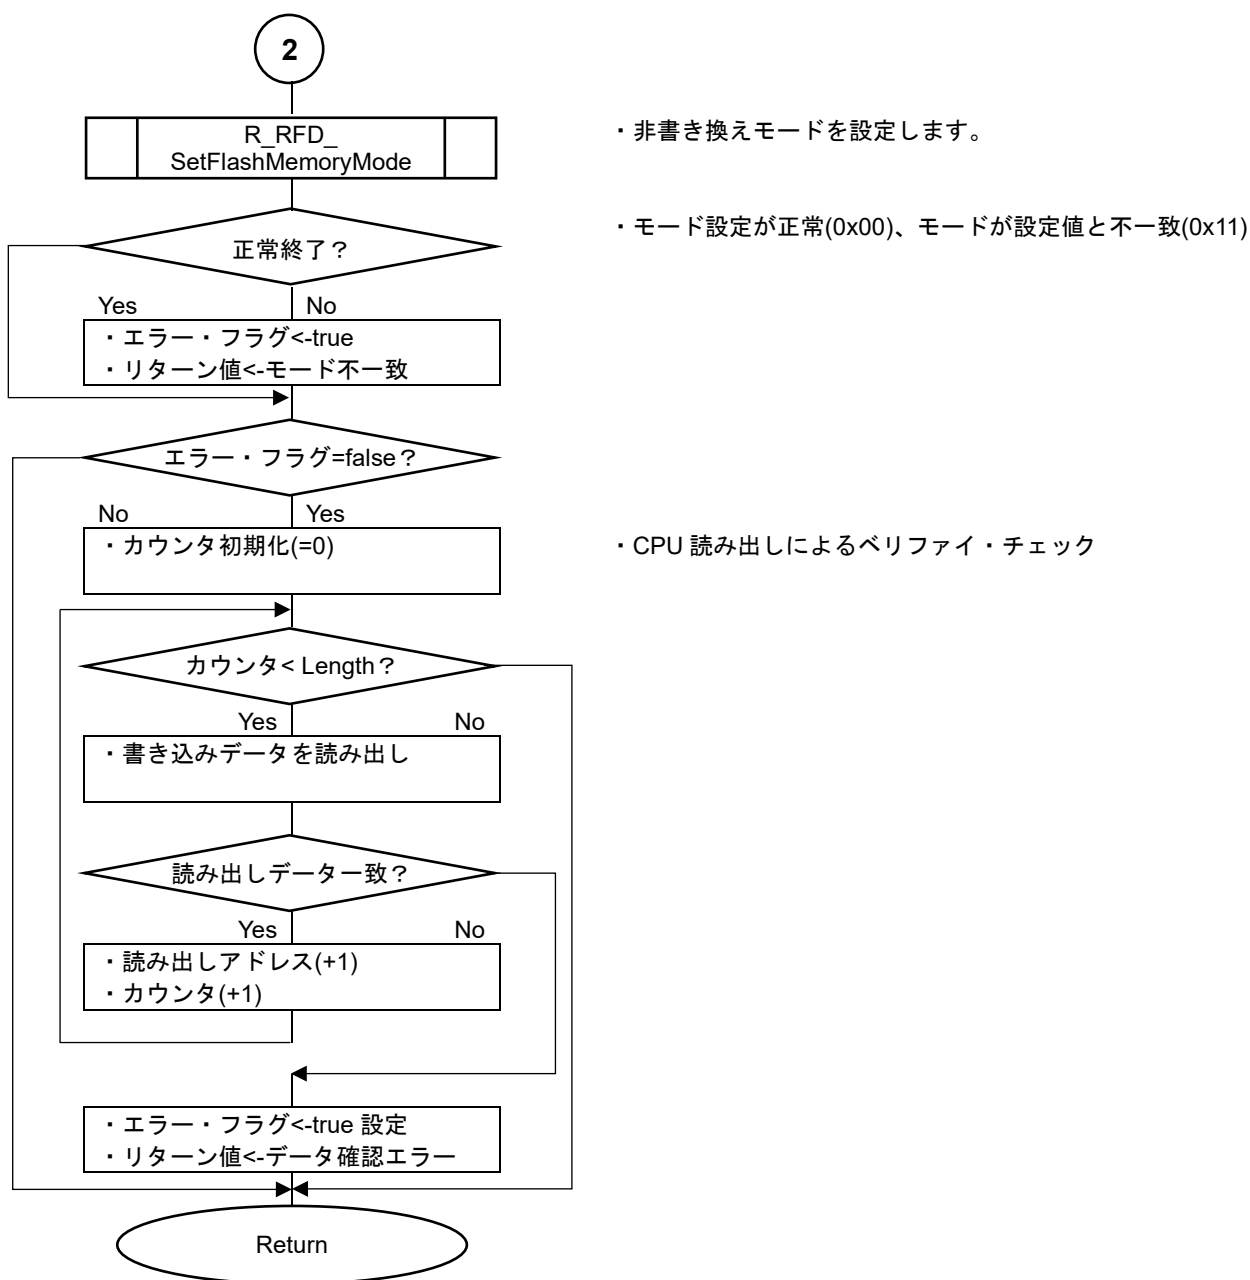 2
R_RFD_
SetFlashMemoryMode
・非書き換えモードを設定します。
正常終了？
・モード設定が正常(0x00)、モードが設定値と不一致(0x11)
Yes
No
・エラー・フラグ<-true
・リターン値<-モード不一致
エラー・フラグ=false？
No
Yes
・カウンタ初期化(=0)
・CPU 読み出しによるベリファイ・チェック
カウンタ< Length？
Yes
No
・書き込みデータを読み出し
読み出しデーター致？
Yes
No
・読み出しアドレス(+1)
・カウンタ(+1)
・エラー・フラグ<-true 設定
・リターン値<-データ確認エラー
Return